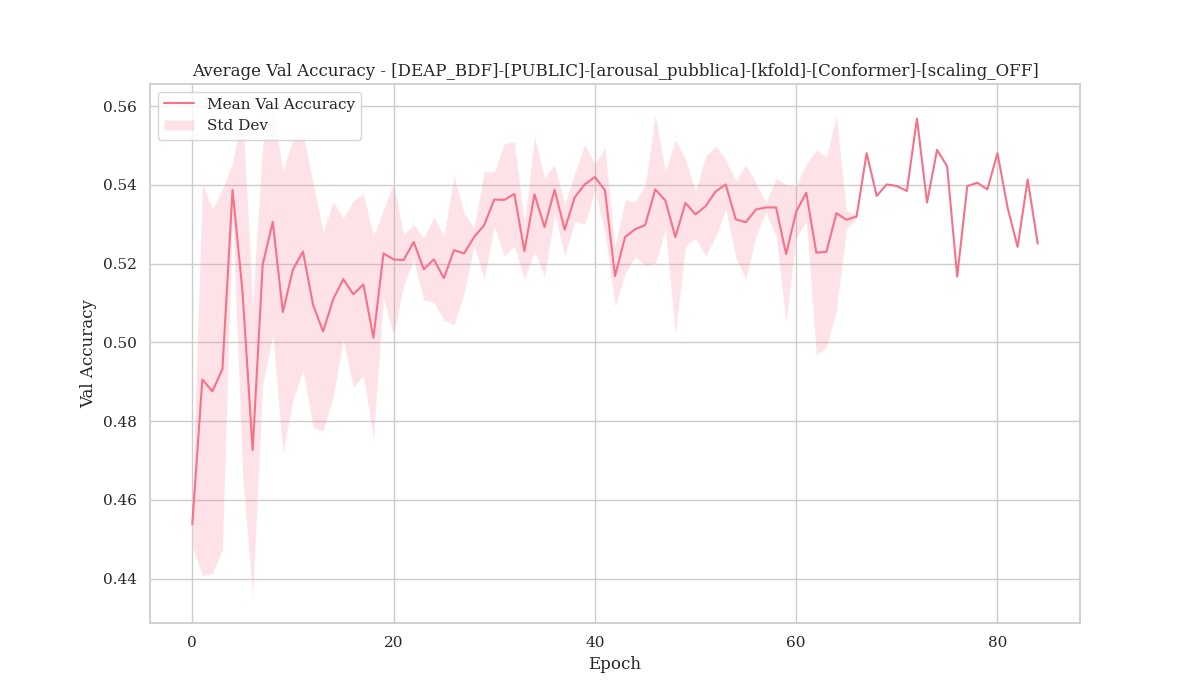 Average Val Accuracy - [DEAP_BDF]-[PUBLIC]-[arousal_pubblica]-[kfold]-[Conformer]-[scaling_OFF]
Mean Val Accuracy
Std Dev
0.56
0.54
0.52
0.50
0.48
0.46
0.44
Val Accuracy
0 20 40 60 80
Epoch